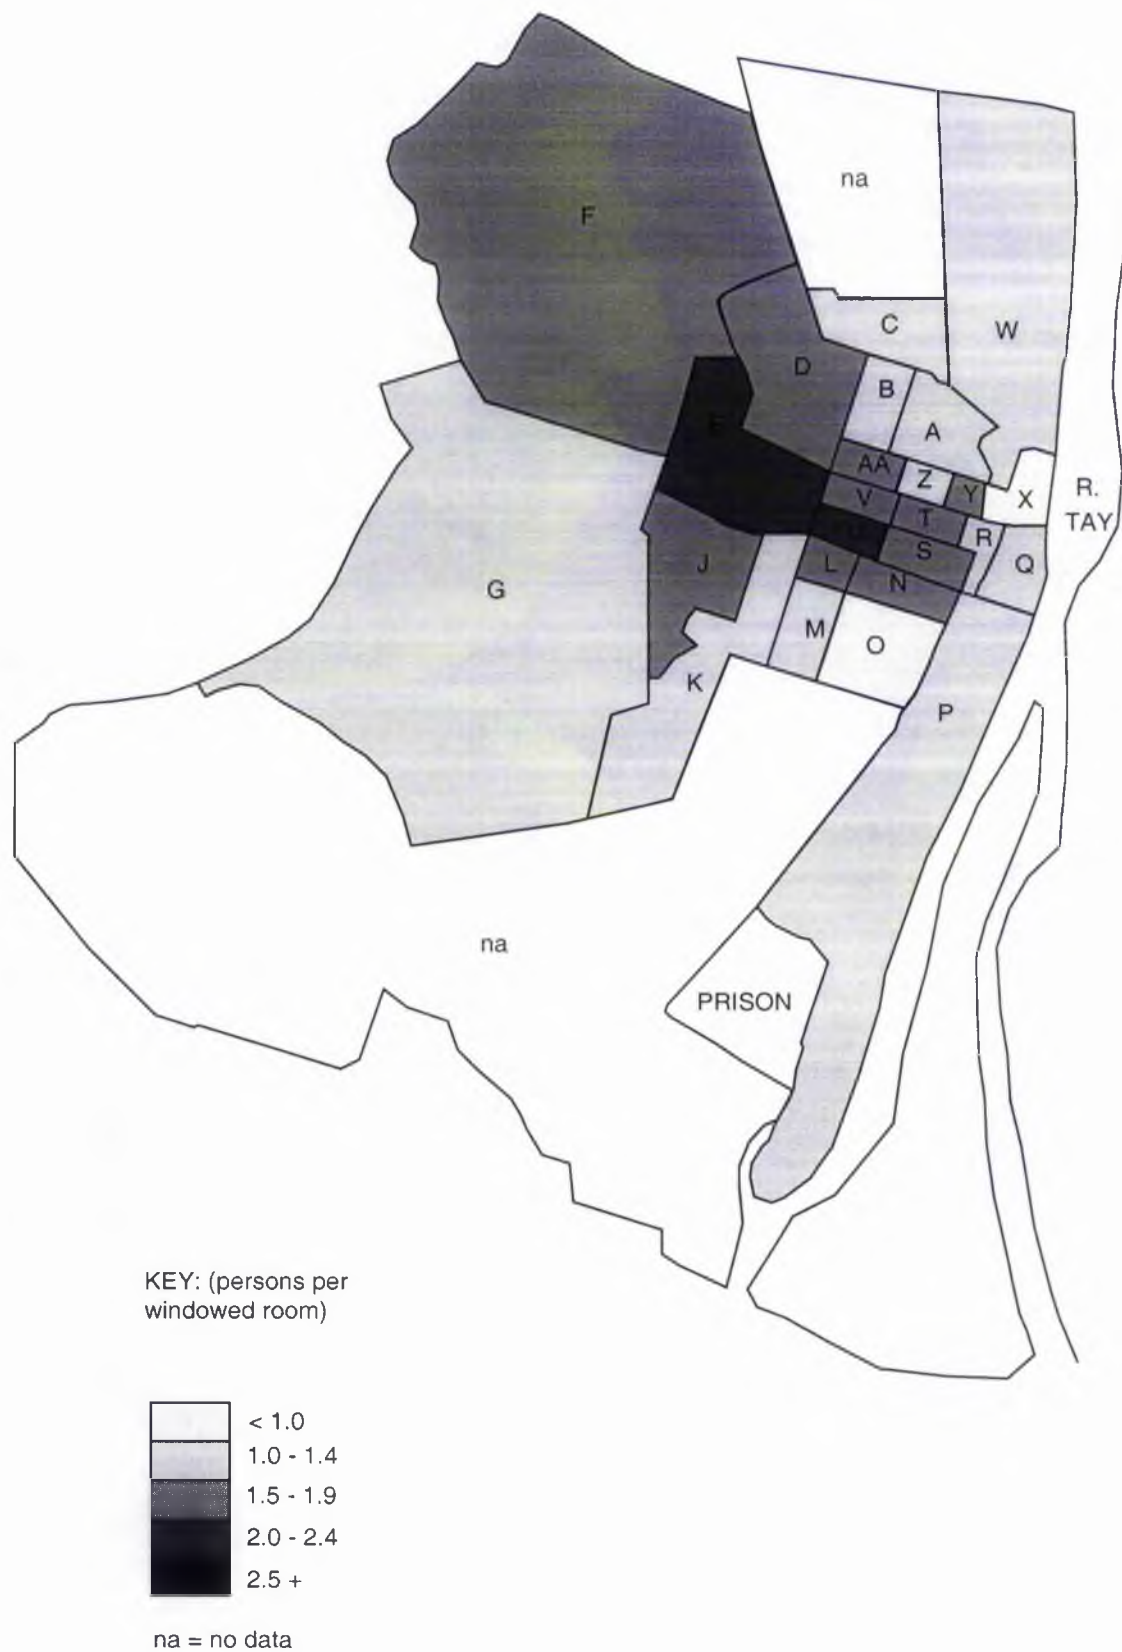 na
F
C
W
D
B
A
E
AA
Z
Y
X
R.
TAY
V
T
R
S
Q
J
L
N
G
M
O
K
P
na
PRISON
KEY: (persons per
windowed room)
< 1.0
1.0 - 1.4
1.5 - 1.9
2.0 - 2.4
2.5 +
na = no data